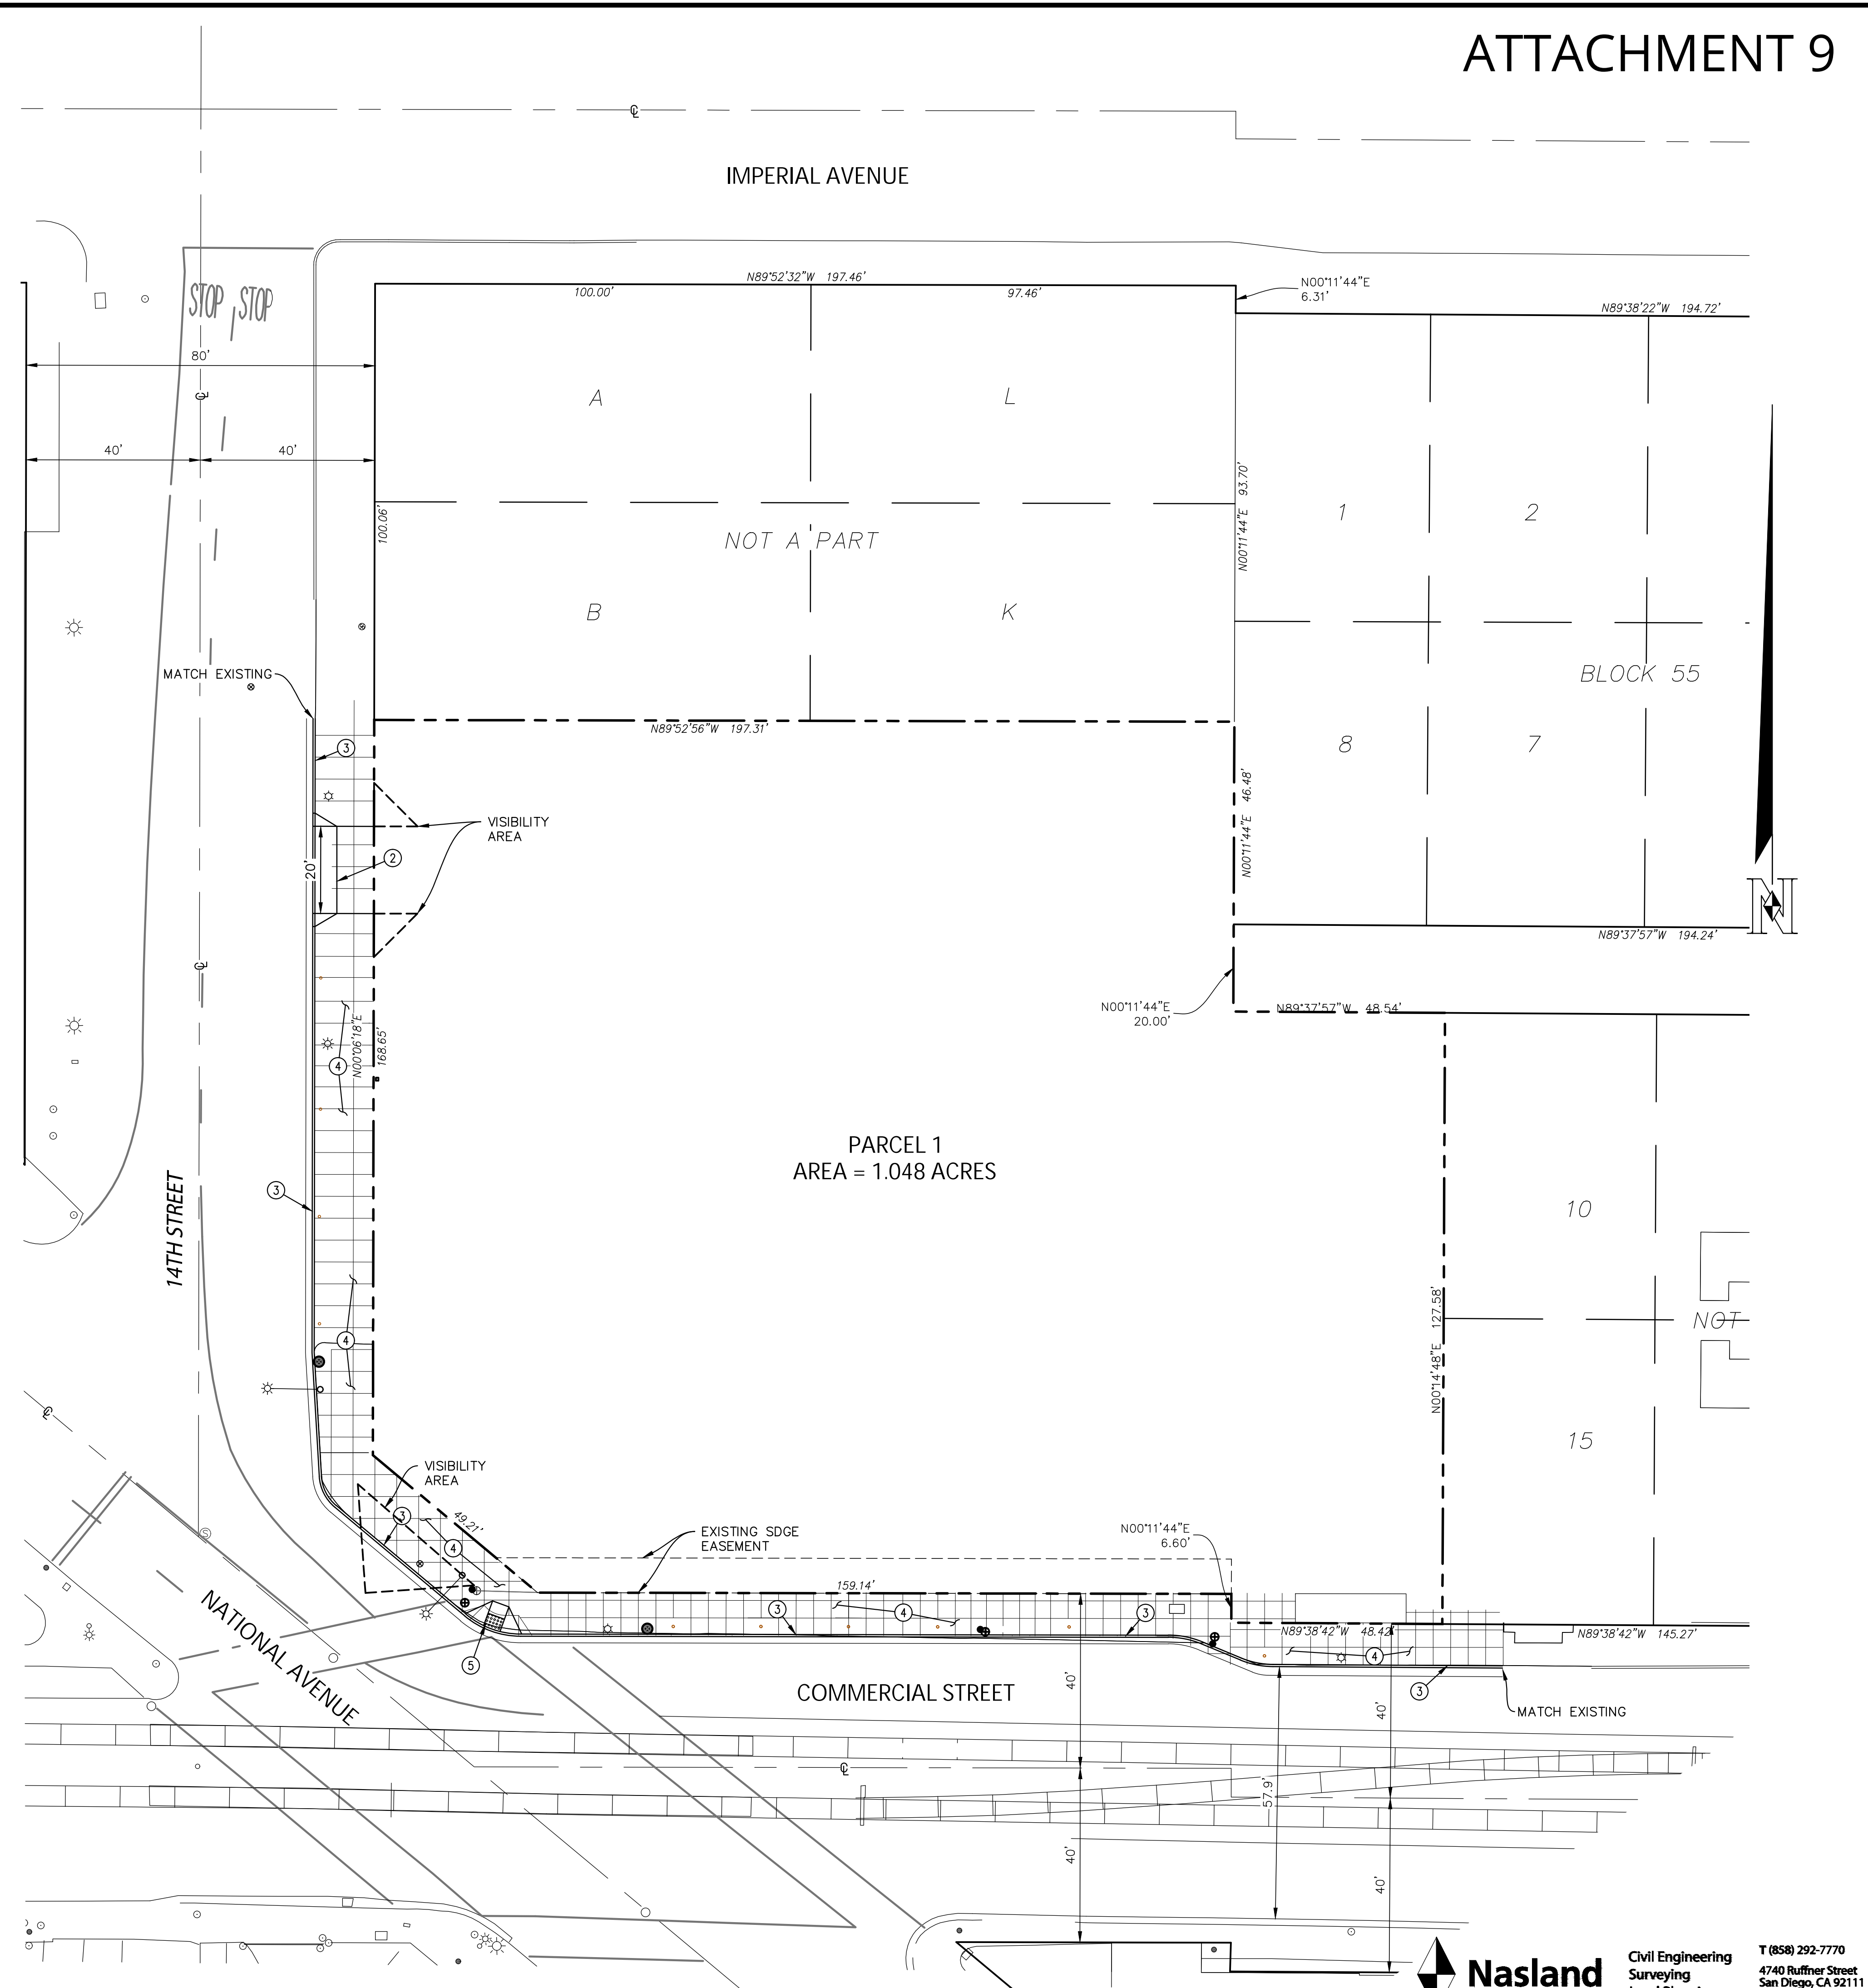 ATTACHMENT 9
℄
IMPERIAL AVENUE
N89°52'32"W 197.46'
100.00'
97.46'
N00°11'44"E
6.31'
N89°38'22"W 194.72'
STOP STOP
80'
℄
40'
40'
A
L
N00°11'44"E 93.70'
100.06'
1
2
NOT A PART
B
K
MATCH EXISTING
BLOCK 55
N89°52'56"W 197.31'
3
8
7
N00°11'44"E 46.48'
VISIBILITY
AREA
20'
2
N
N89°37'57"W 194.24'
℄
N00°11'44"E
20.00'
N89°37'57"W 48.54'
N00°06'18"E
168.65'
4
PARCEL 1
AREA = 1.048 ACRES
3
14TH STREET
10
N00°14'48"E 127.58'
NOT
4
℄
15
VISIBILITY
AREA
3
49.21'
4
EXISTING SDGE
EASEMENT
N00°11'44"E
6.60'
159.14'
3
4
3
N89°38'42"W 48.42'
N89°38'42"W 145.27'
4
S
5
NATIONAL AVENUE
COMMERCIAL STREET
40'
3
40'
MATCH EXISTING
℄
57.9'
40'
40'
Nasland
Civil Engineering
Surveying
T (858) 292-7770
4740 Ruffner Street
San Diego, CA 92111